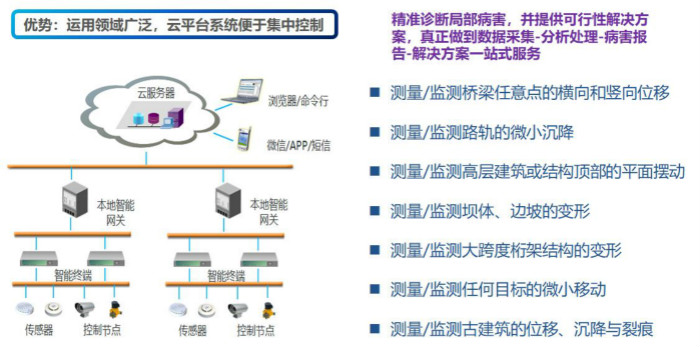 优势：运用领域广泛，云平台系统便于集中控制
云服务器
浏览器/命令行
微信/APP/短信
本地智能
网关
本地智能
网关
智能终端
智能终端
传感器
控制节点
传感器
控制节点
精准诊断局部病害，并提供可行性解决方
案，真正做到数据采集-分析处理-病害报
告-解决方案一站式服务
测量/监测桥梁任意点的横向和竖向位移
测量/监测路轨的微小沉降
测量/监测高层建筑或结构顶部的平面摆动
测量/监测坝体、边坡的变形
测量/监测大跨度桁架结构的变形
测量/监测任何目标的微小移动
测量/监测古建筑的位移、沉降与裂痕